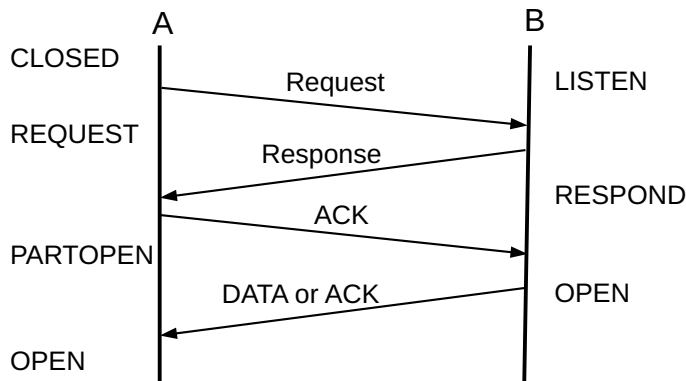 A
B
CLOSED
Request
LISTEN
REQUEST
Response
RESPOND
ACK
PARTOPEN
DATA or ACK
OPEN
OPEN